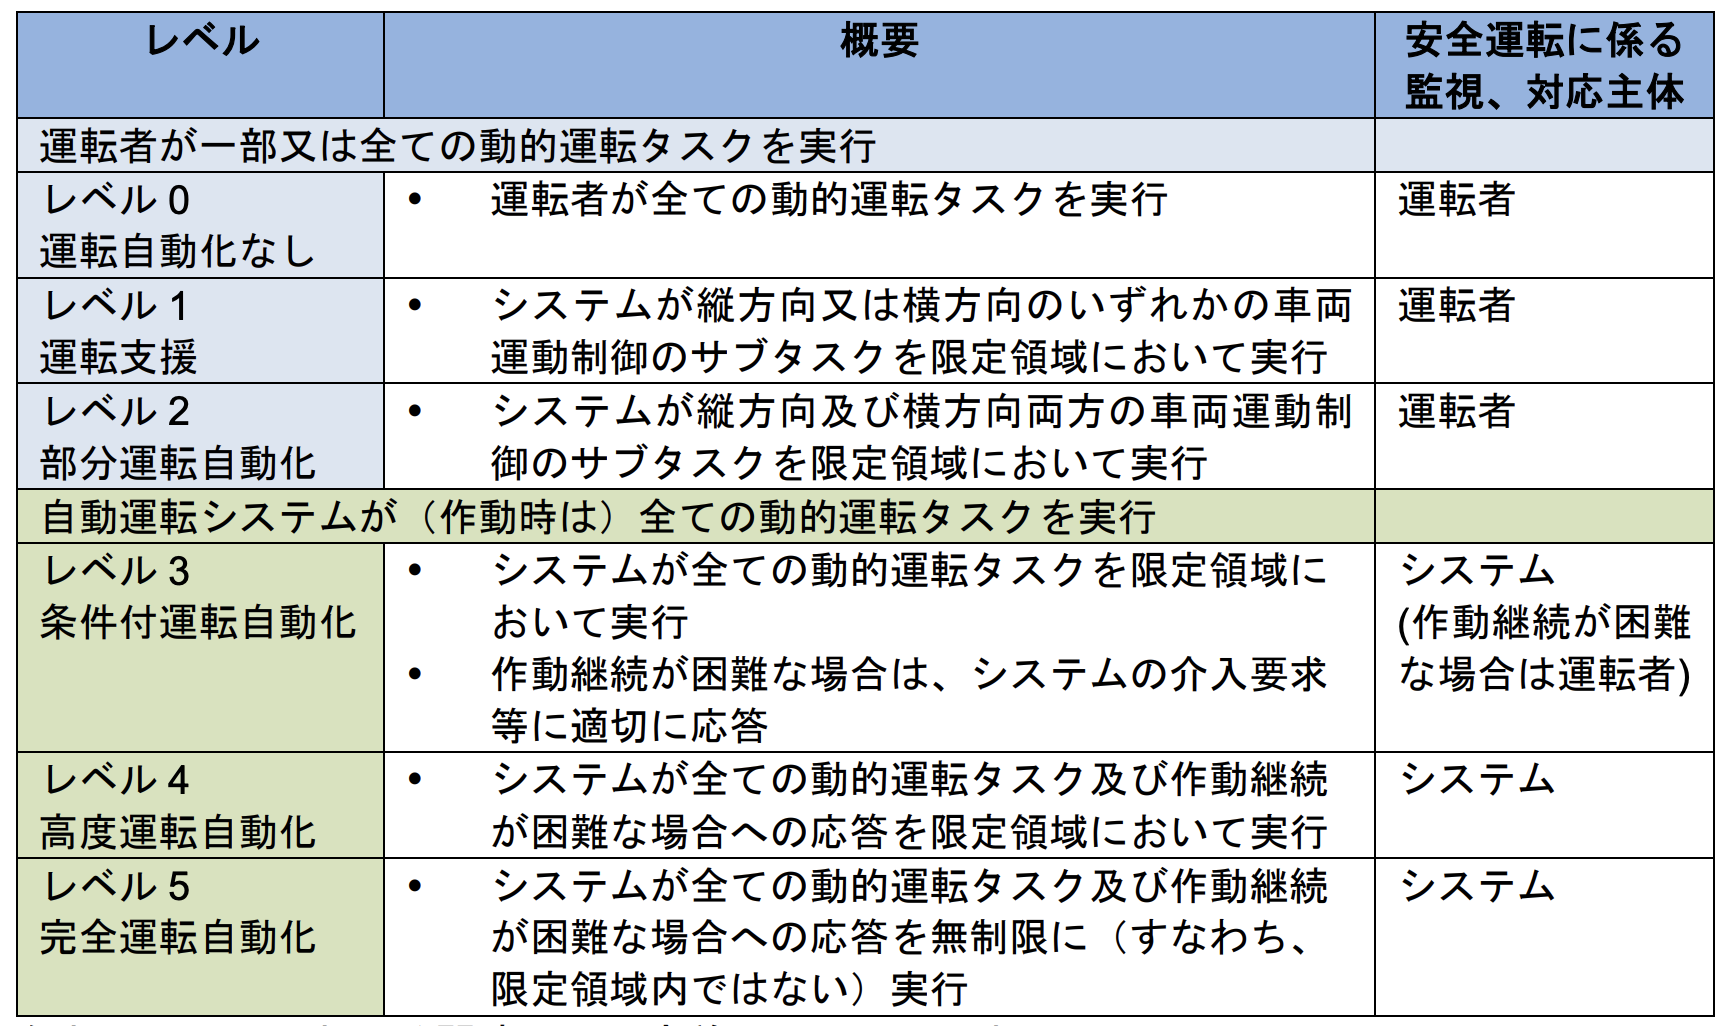 レベル
概要
安全運転に係る
監視、対応主体
運転者が一部又は全ての動的運転タスクを実行
レベル 0
運転自動化なし
• 運転者が全ての動的運転タスクを実行
運転者
レベル 1
運転支援
• システムが縦方向又は横方向のいずれかの車両
運動制御のサブタスクを限定領域において実行
運転者
レベル 2
部分運転自動化
• システムが縦方向及び横方向両方の車両運動制
御のサブタスクを限定領域において実行
運転者
自動運転システムが（作動時は）全ての動的運転タスクを実行
レベル 3
条件付運転自動化
• システムが全ての動的運転タスクを限定領域に
おいて実行
• 作動継続が困難な場合は、システムの介入要求
等に適切に応答
システム
(作動継続が困難
な場合は運転者)
レベル 4
高度運転自動化
• システムが全ての動的運転タスク及び作動継続
が困難な場合への応答を限定領域において実行
システム
レベル 5
完全運転自動化
• システムが全ての動的運転タスク及び作動継続
が困難な場合への応答を無制限に（すなわち、
限定領域内ではない）実行
システム